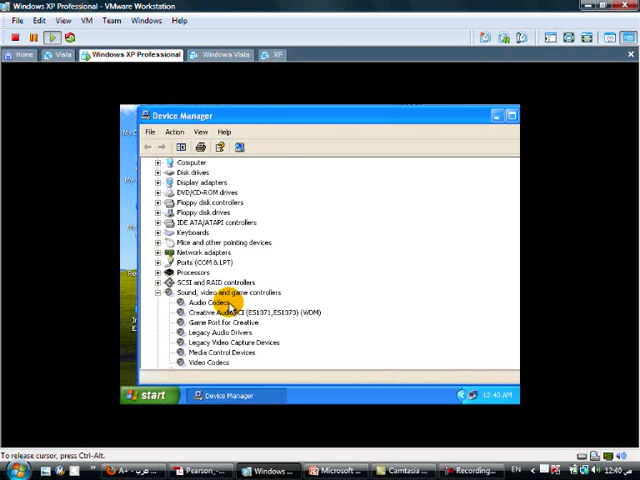 Windows XP Professional - VMware Workstation
File Edit View VM Team Windows Help
Home Vista Windows XP Professional Windows Vista XP
Device Manager
File Action View Help
Computer
Disk drives
Display adapters
DVD/CD-ROM drives
Floppy disk controllers
Floppy disk drives
IDE ATA/ATAPI controllers
Keyboards
Mice and other pointing devices
Network adapters
Ports (COM & LPT)
Processors
SCSI and RAID controllers
Sound, video and game controllers
Audio Codecs
Creative AudioPCI (ES1371,ES1373) (WDM)
Game Port for Creative
Legacy Audio Drivers
Legacy Video Capture Devices
Media Control Devices
Video Codecs
start Device Manager 12:40 AM
To release cursor, press Ctrl-Alt.
A+ - عرب... Pearson_-... Windows ... Microsoft ... Camtasia ... Recording... EN 12:40 ص